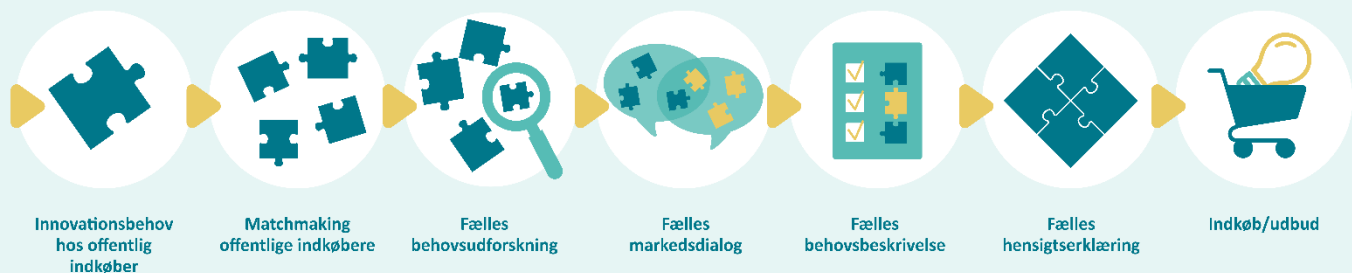 Innovationsbehov
hos offentlig
indkøber
Matchmaking
offentlige indkøbere
Fælles
behovsudforskning
Fælles
markedsdialog
Fælles
behovsbeskrivelse
Fælles
hensigtserklæring
Indkøb/udbud